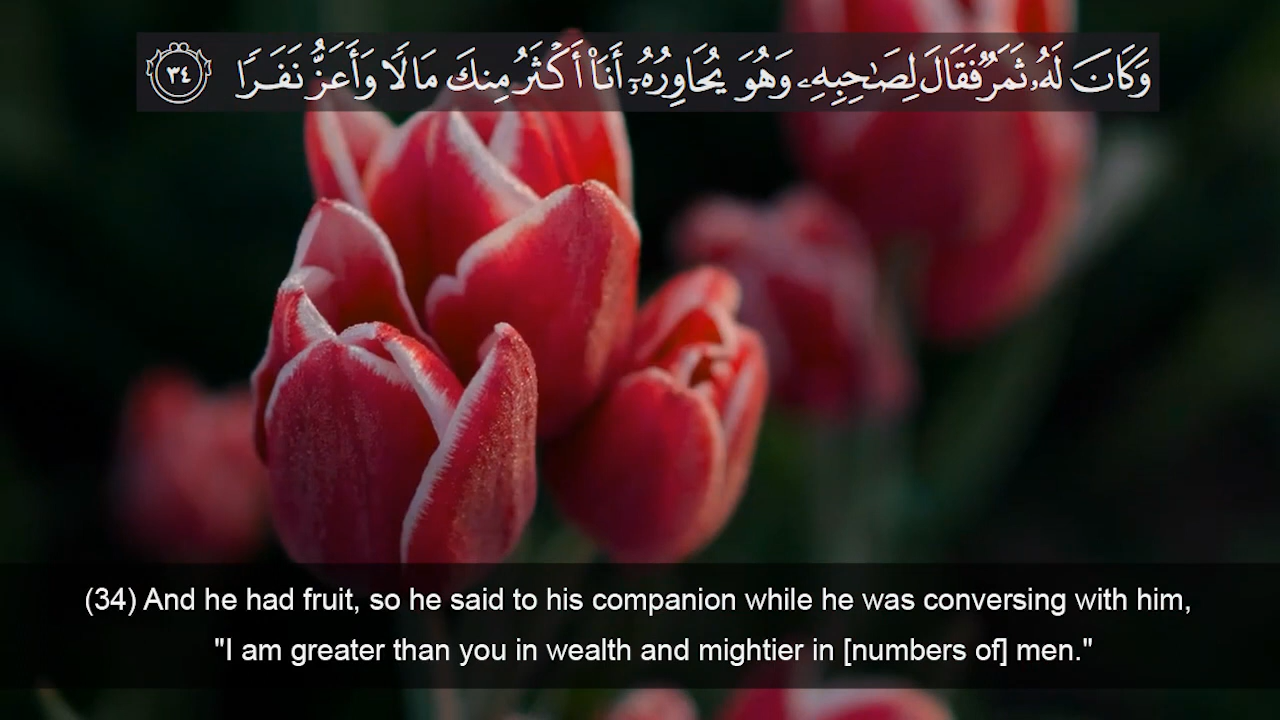 وَكَانَ لَهُۥ ثَمَرٌ فَقَالَ لِصَٰحِبِهِۦ وَهُوَ يُحَاوِرُهُۥٓ أَنَا۠ أَكْثَرُ مِنكَ مَالًا وَأَعَزُّ نَفَرًا ٣٤
(34) And he had fruit, so he said to his companion while he was conversing with him,
"I am greater than you in wealth and mightier in [numbers of] men."